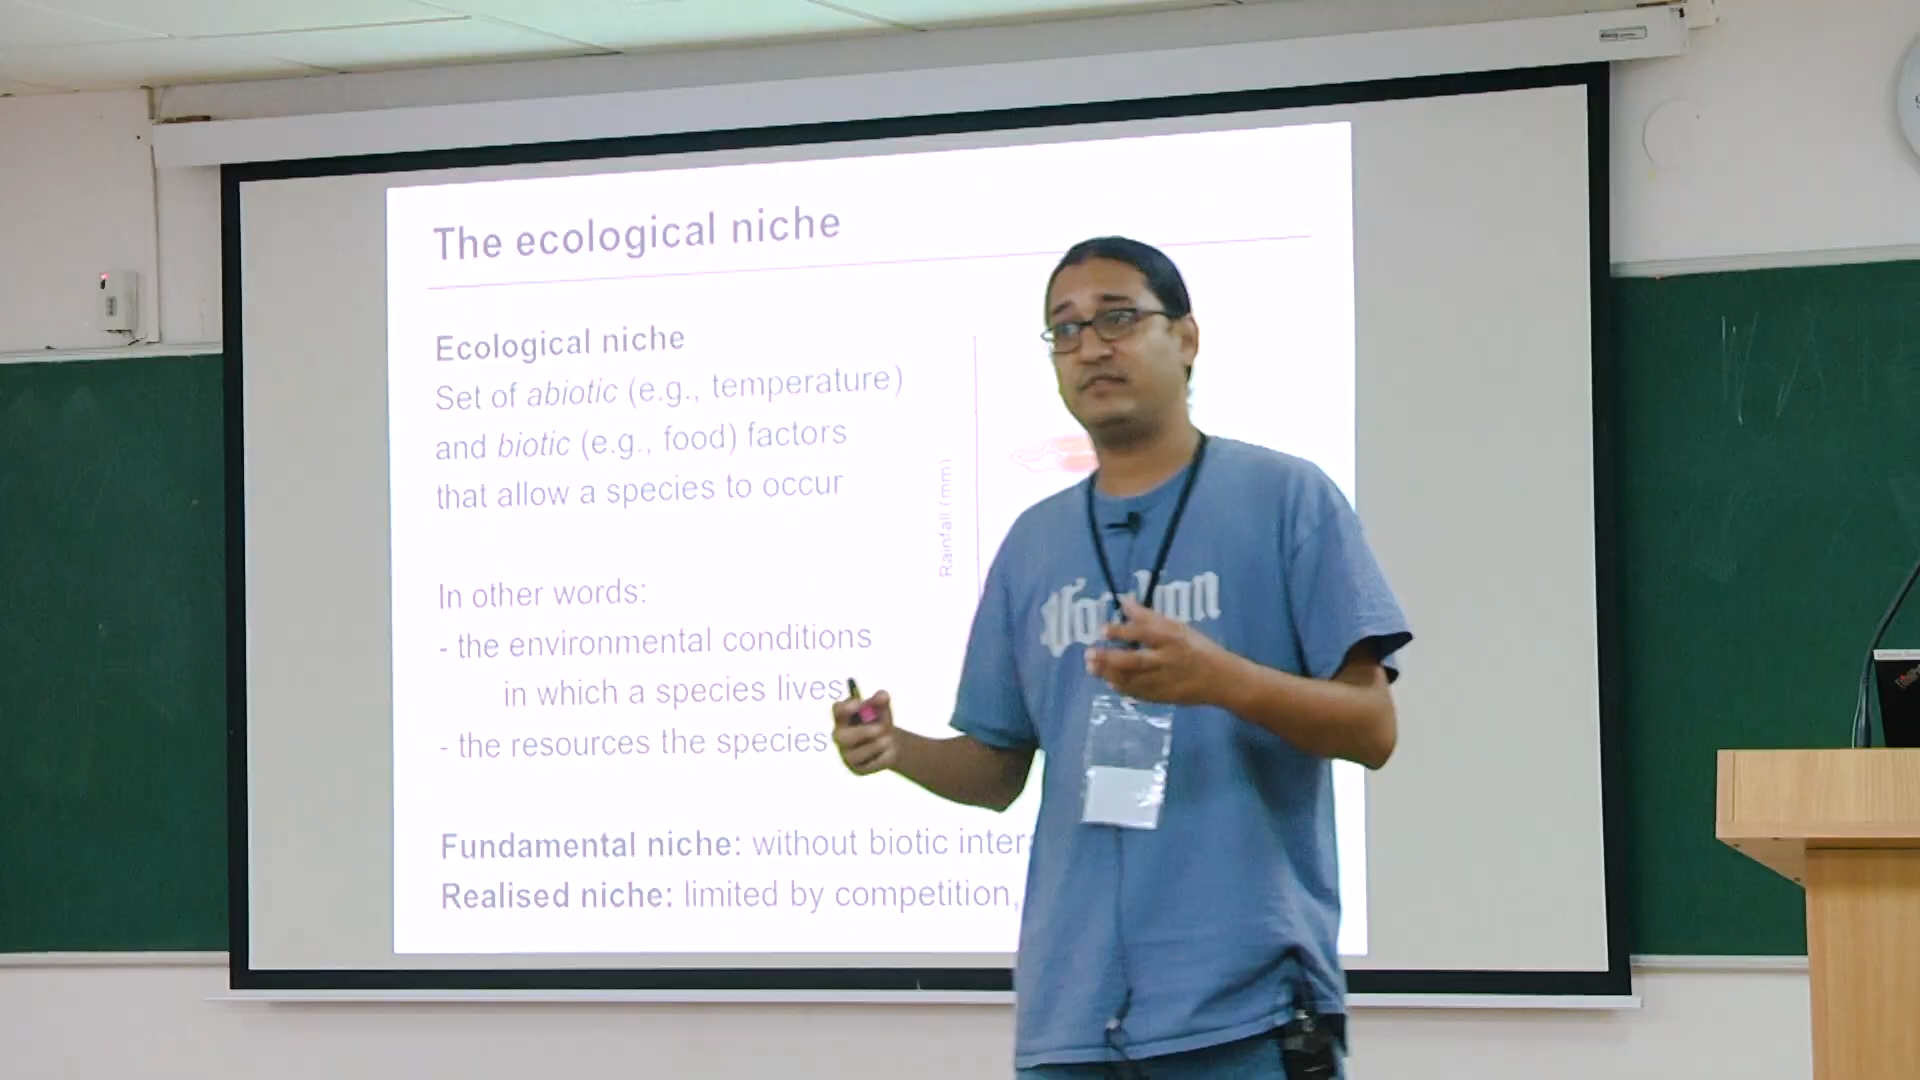 The ecological niche
Ecological niche
Set of abiotic (e.g., temperature)
and biotic (e.g., food) factors
that allow a species to occur
Rainfall (mm)
In other words:
- the environmental conditions
in which a species lives
- the resources the species
Fundamental niche: without biotic
Realised niche: limited by competition,